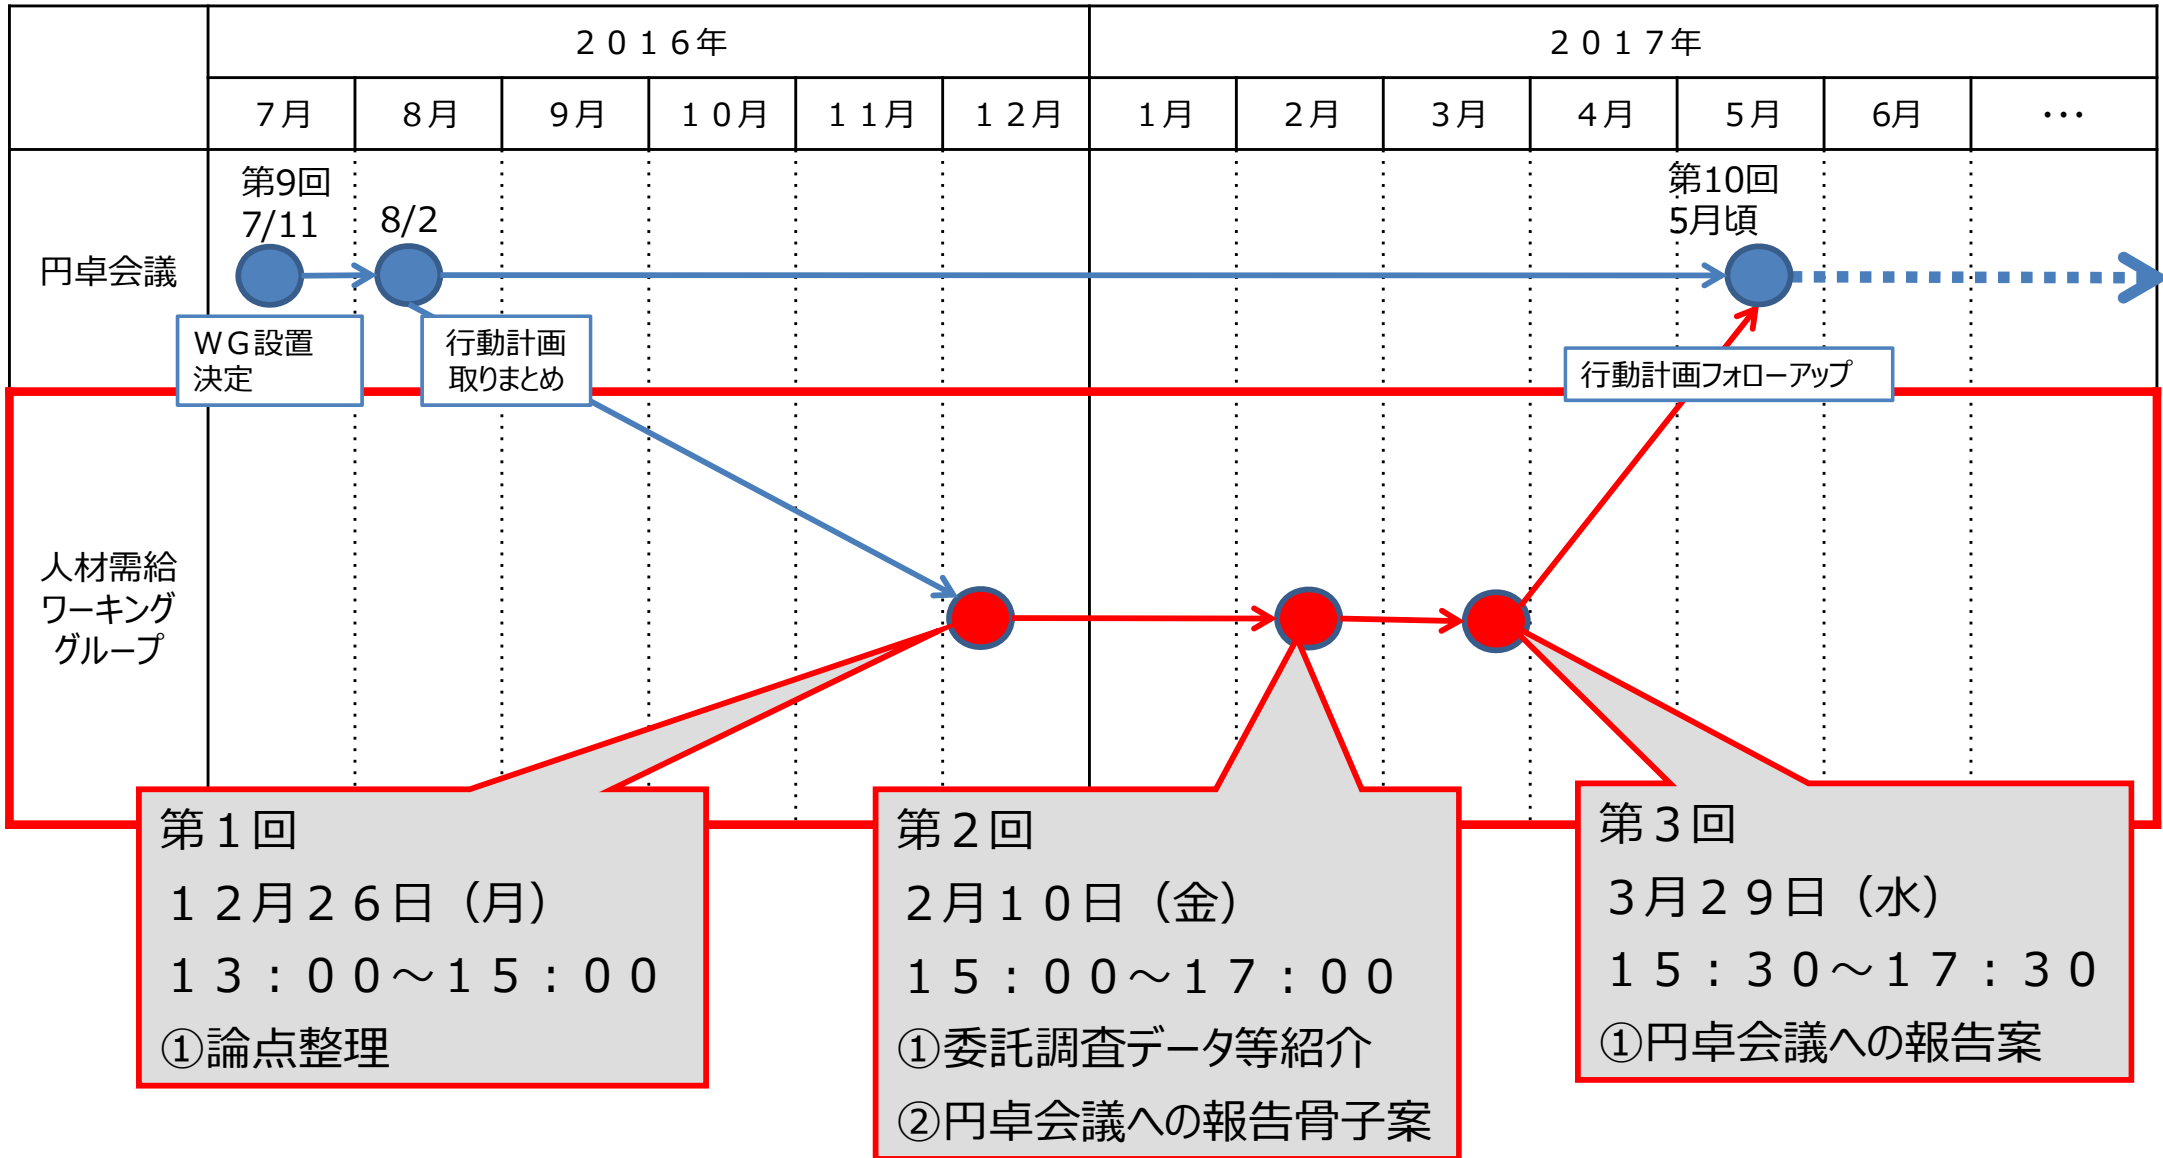 ２０１６年
２０１７年
７月
８月
９月
１０月
１１月
１２月
１月
２月
３月
４月
５月
6月
･･･
円卓会議
第9回
7/11
8/2
第10回
5月頃
ＷＧ設置
決定
行動計画
取りまとめ
行動計画フォローアップ
人材需給
ワーキング
グループ
第１回
１２月２６日（月）
１３：００～１５：００
①論点整理
第２回
２月１０日（金）
１５：００～１７：００
①委託調査データ等紹介
②円卓会議への報告骨子案
第３回
３月２９日（水）
１５：３０～１７：３０
①円卓会議への報告案